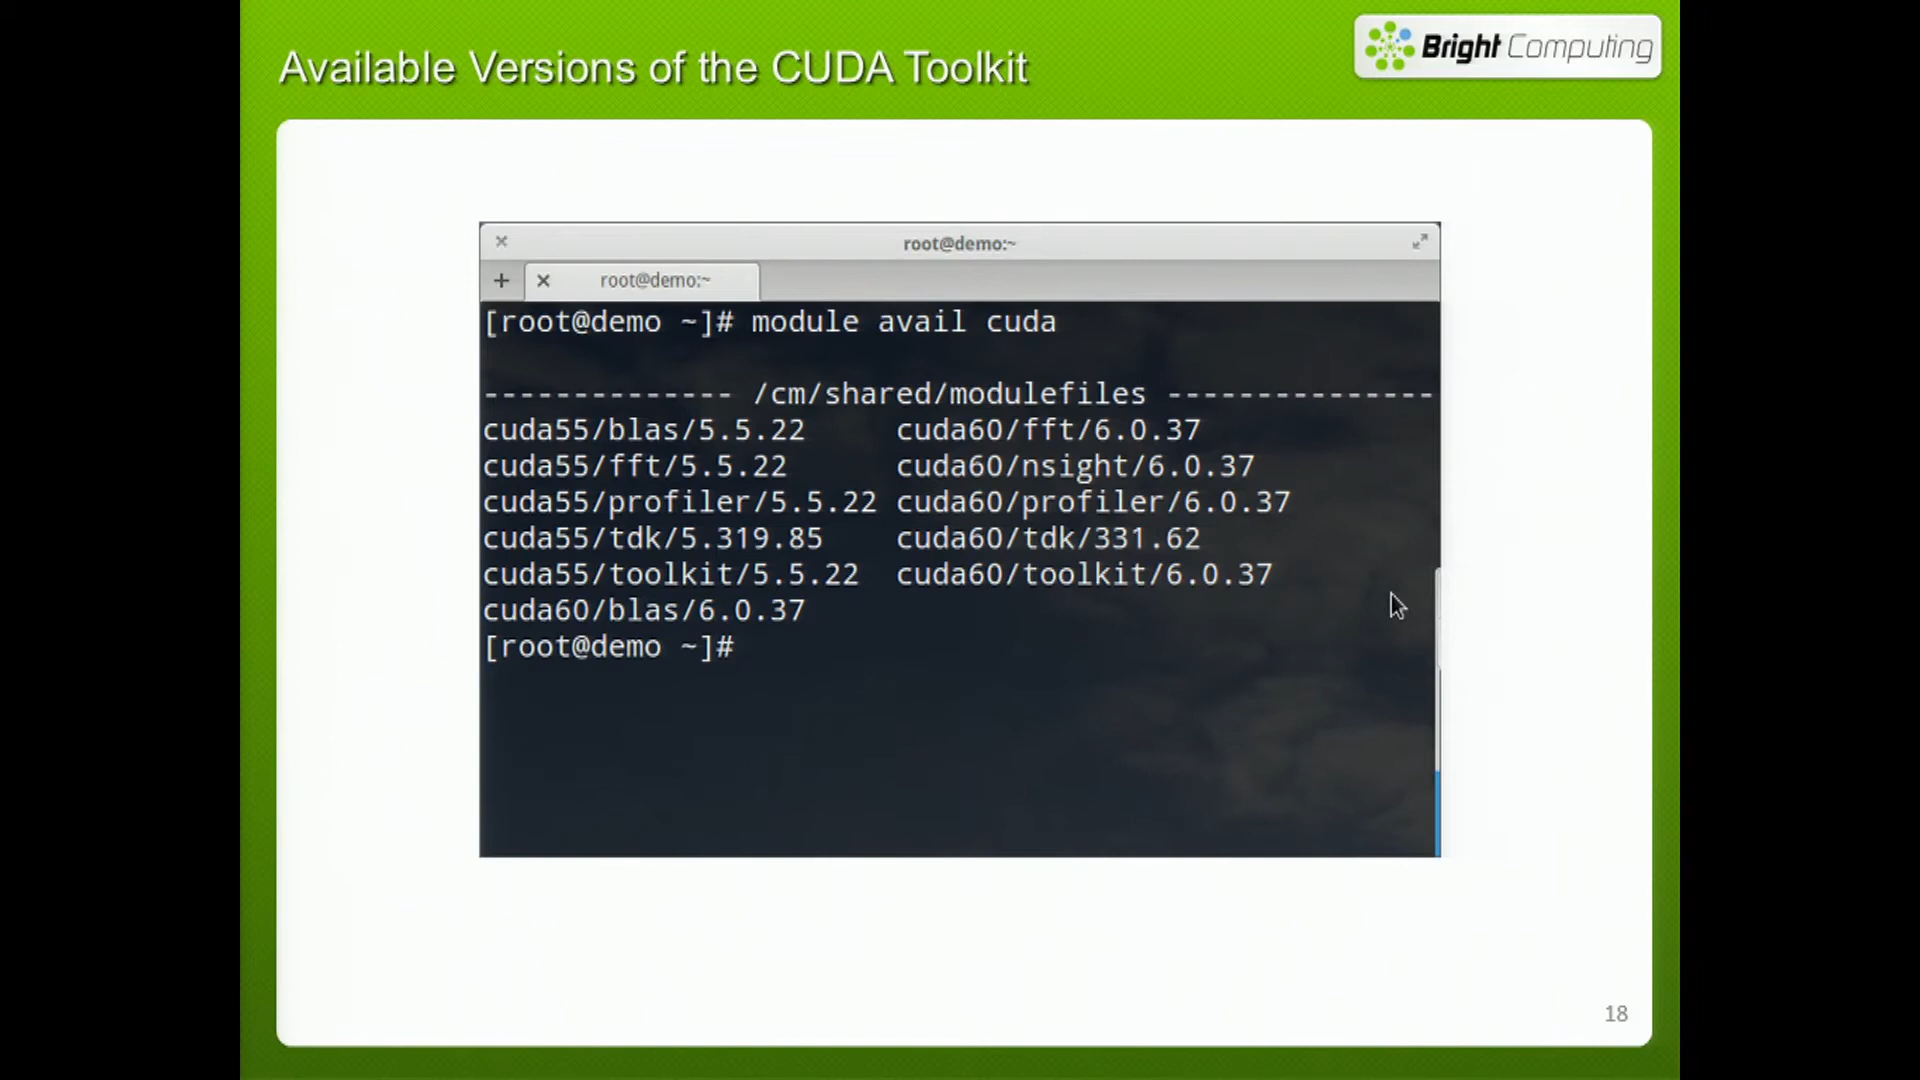 Available Versions of the CUDA Toolkit
Bright Computing
root@demo:~
root@demo:~
[root@demo ~]# module avail cuda
-------------- /cm/shared/modulefiles ---------------
cuda55/blas/5.5.22     cuda60/fft/6.0.37
cuda55/fft/5.5.22      cuda60/nsight/6.0.37
cuda55/profiler/5.5.22 cuda60/profiler/6.0.37
cuda55/tdk/5.319.85    cuda60/tdk/331.62
cuda55/toolkit/5.5.22  cuda60/toolkit/6.0.37
cuda60/blas/6.0.37
[root@demo ~]#
18